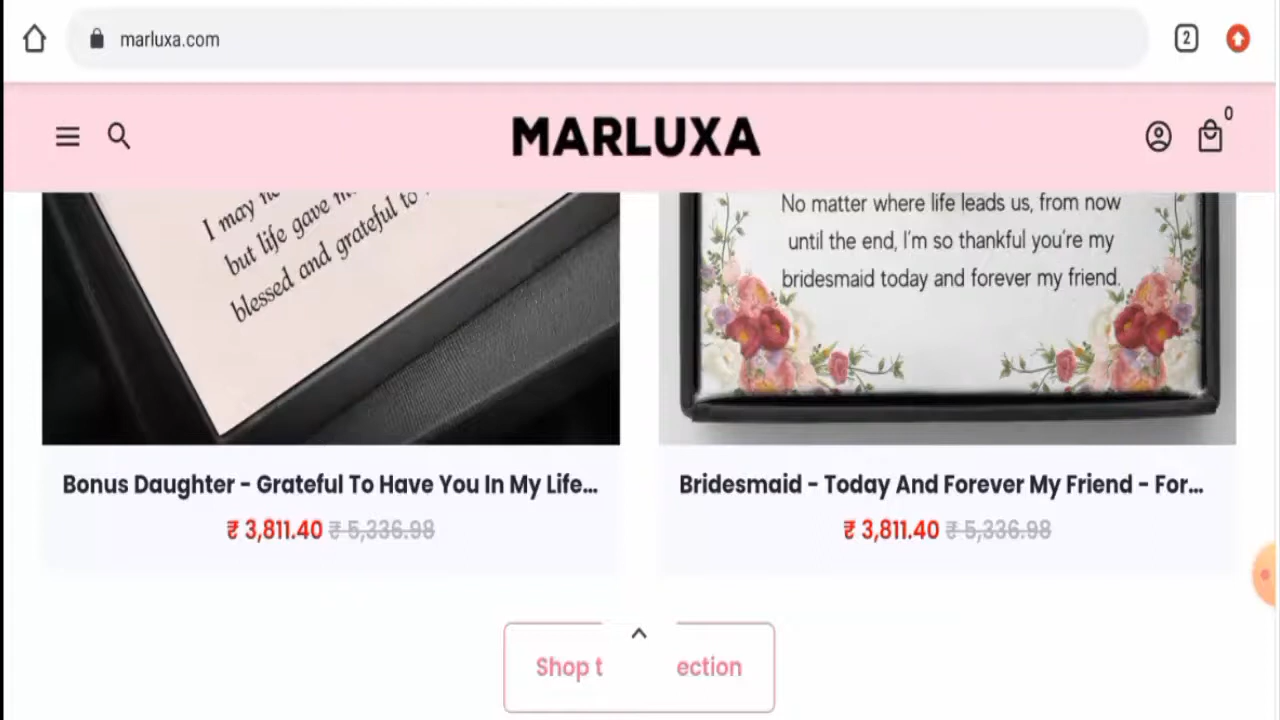 marluxa.com
2
MARLUXA
0
I may
but life gave
blessed and grateful to
No matter where life leads us, from now
until the end, I'm so thankful you're my
bridesmaid today and forever my friend.
Bonus Daughter - Grateful To Have You In My Life...
₹ 3,811.40 ₹ 5,336.98
Bridesmaid - Today And Forever My Friend - For...
₹ 3,811.40 ₹ 5,336.98
Shop t ection